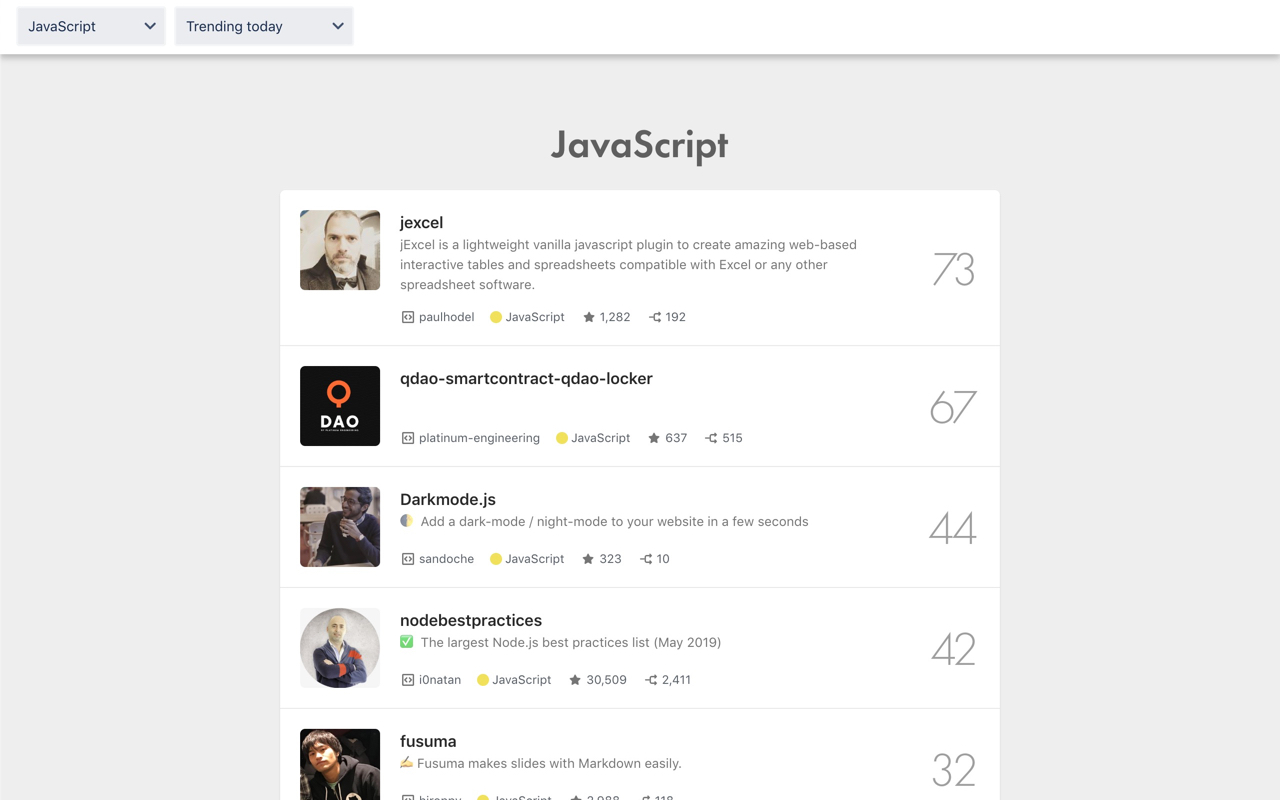 JavaScript
Trending today
JavaScript
jexcel
jExcel is a lightweight vanilla javascript plugin to create amazing web-based
interactive tables and spreadsheets compatible with Excel or any other
spreadsheet software.
73
paulhodel JavaScript 1,282 192
DAO
qdao-smartcontract-qdao-locker
67
platinum-engineering JavaScript 637 515
Darkmode.js
🌓 Add a dark-mode / night-mode to your website in a few seconds
44
sandoche JavaScript 323 10
nodebestpractices
✅ The largest Node.js best practices list (May 2019)
42
i0natan JavaScript 30,509 2,411
fusuma
✍️ Fusuma makes slides with Markdown easily.
32
hiroppy JavaScript 2,988 118